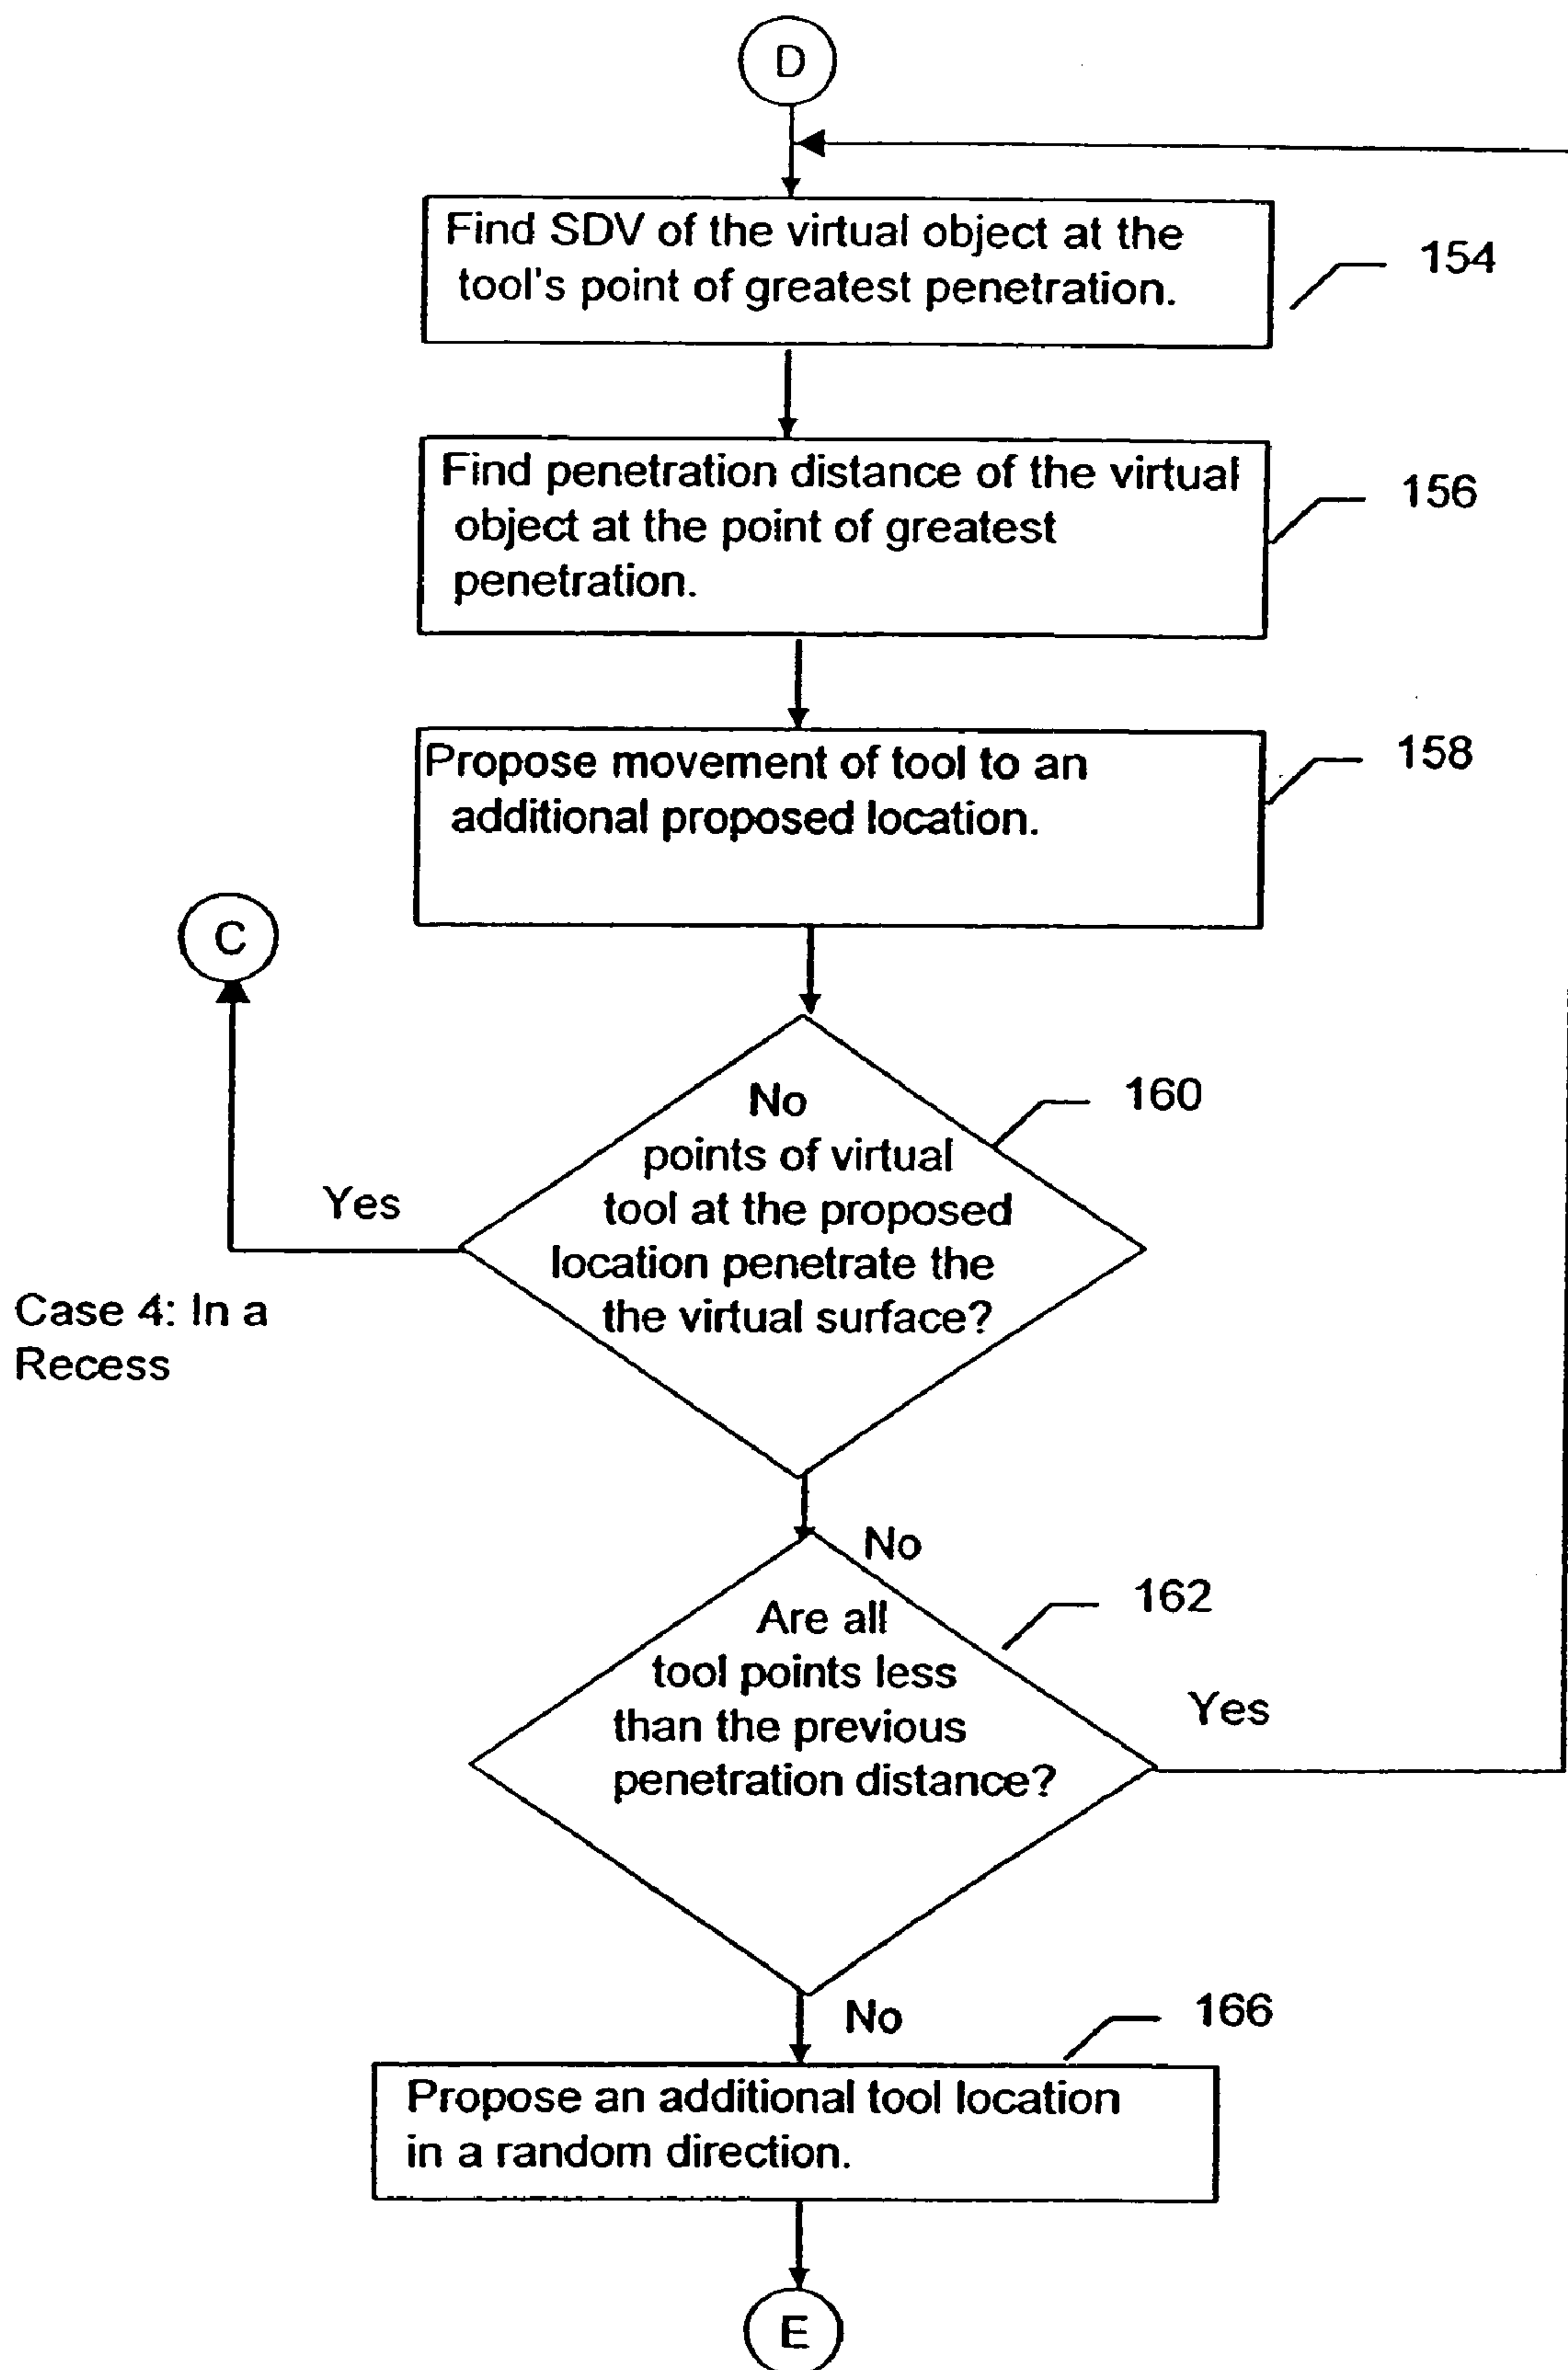 D
Find SDV of the virtual object at the
tool's point of greatest penetration.
154
Find penetration distance of the virtual
object at the point of greatest
penetration.
156
Propose movement of tool to an
additional proposed location.
158
C
No
points of virtual
tool at the proposed
location penetrate the
the virtual surface?
160
Yes
Case 4: In a
Recess
No
Are all
tool points less
than the previous
penetration distance?
162
Yes
No
166
Propose an additional tool location
in a random direction.
E